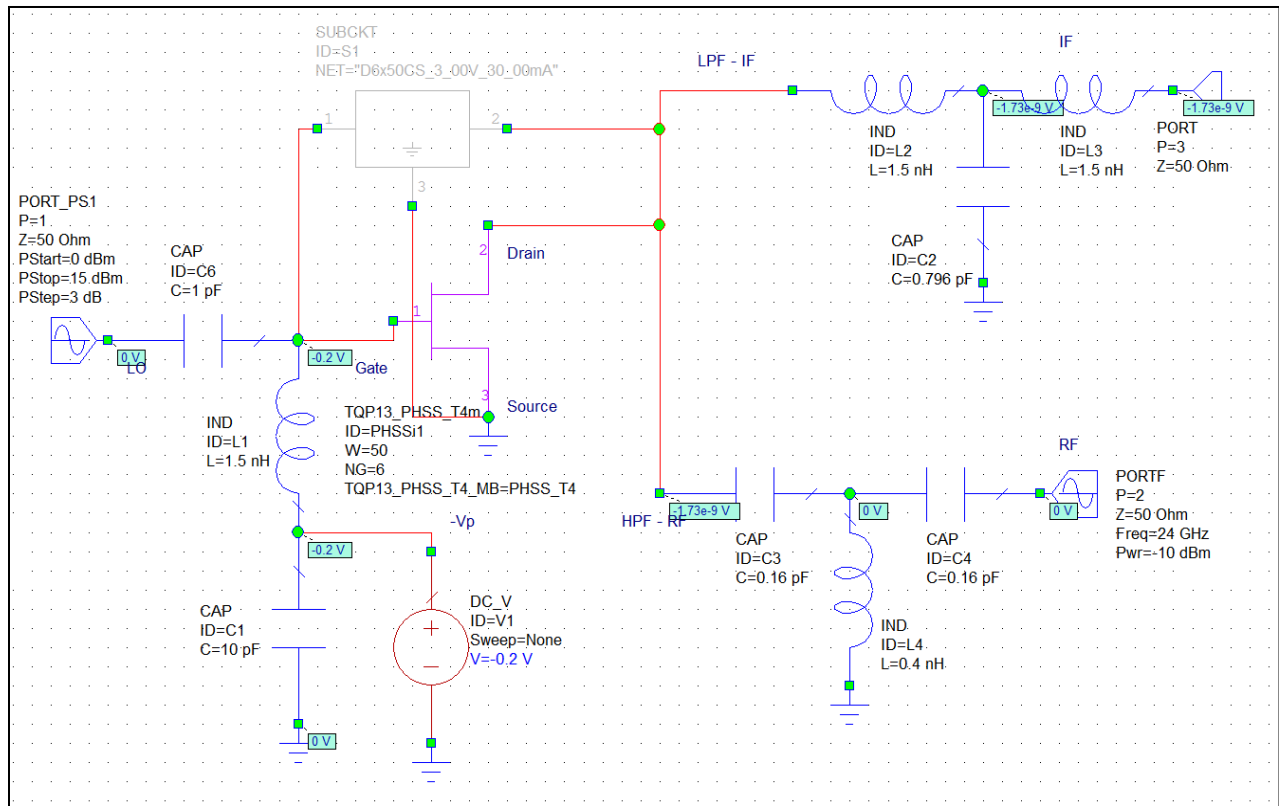 SUBCKT
ID=S1
NET="D6x50CS_3_00V_30_00mA"
1
2
3
LPF - IF
IF
-1.73e-9 V
-1.73e-9 V
IND
ID=L2
L=1.5 nH
IND
ID=L3
L=1.5 nH
PORT
P=3
Z=50 Ohm
CAP
ID=C2
C=0.796 pF
PORT_PS1
P=1
Z=50 Ohm
PStart=0 dBm
PStop=15 dBm
PStep=3 dB
CAP
ID=C6
C=1 pF
2
Drain
1
0 V
LO
-0.2 V
Gate
3
Source
IND
ID=L1
L=1.5 nH
TQP13_PHSS_T4m
ID=PHSSi1
W=50
NG=6
TQP13_PHSS_T4_MB=PHSS_T4
RF
PORTF
P=2
Z=50 Ohm
Freq=24 GHz
Pwr=-10 dBm
-1.73e-9 V
HPF - RF
0 V
0 V
CAP
ID=C3
C=0.16 pF
CAP
ID=C4
C=0.16 pF
IND
ID=L4
L=0.4 nH
-Vp
-0.2 V
CAP
ID=C1
C=10 pF
DC_V
ID=V1
Sweep=None
V=-0.2 V
0 V